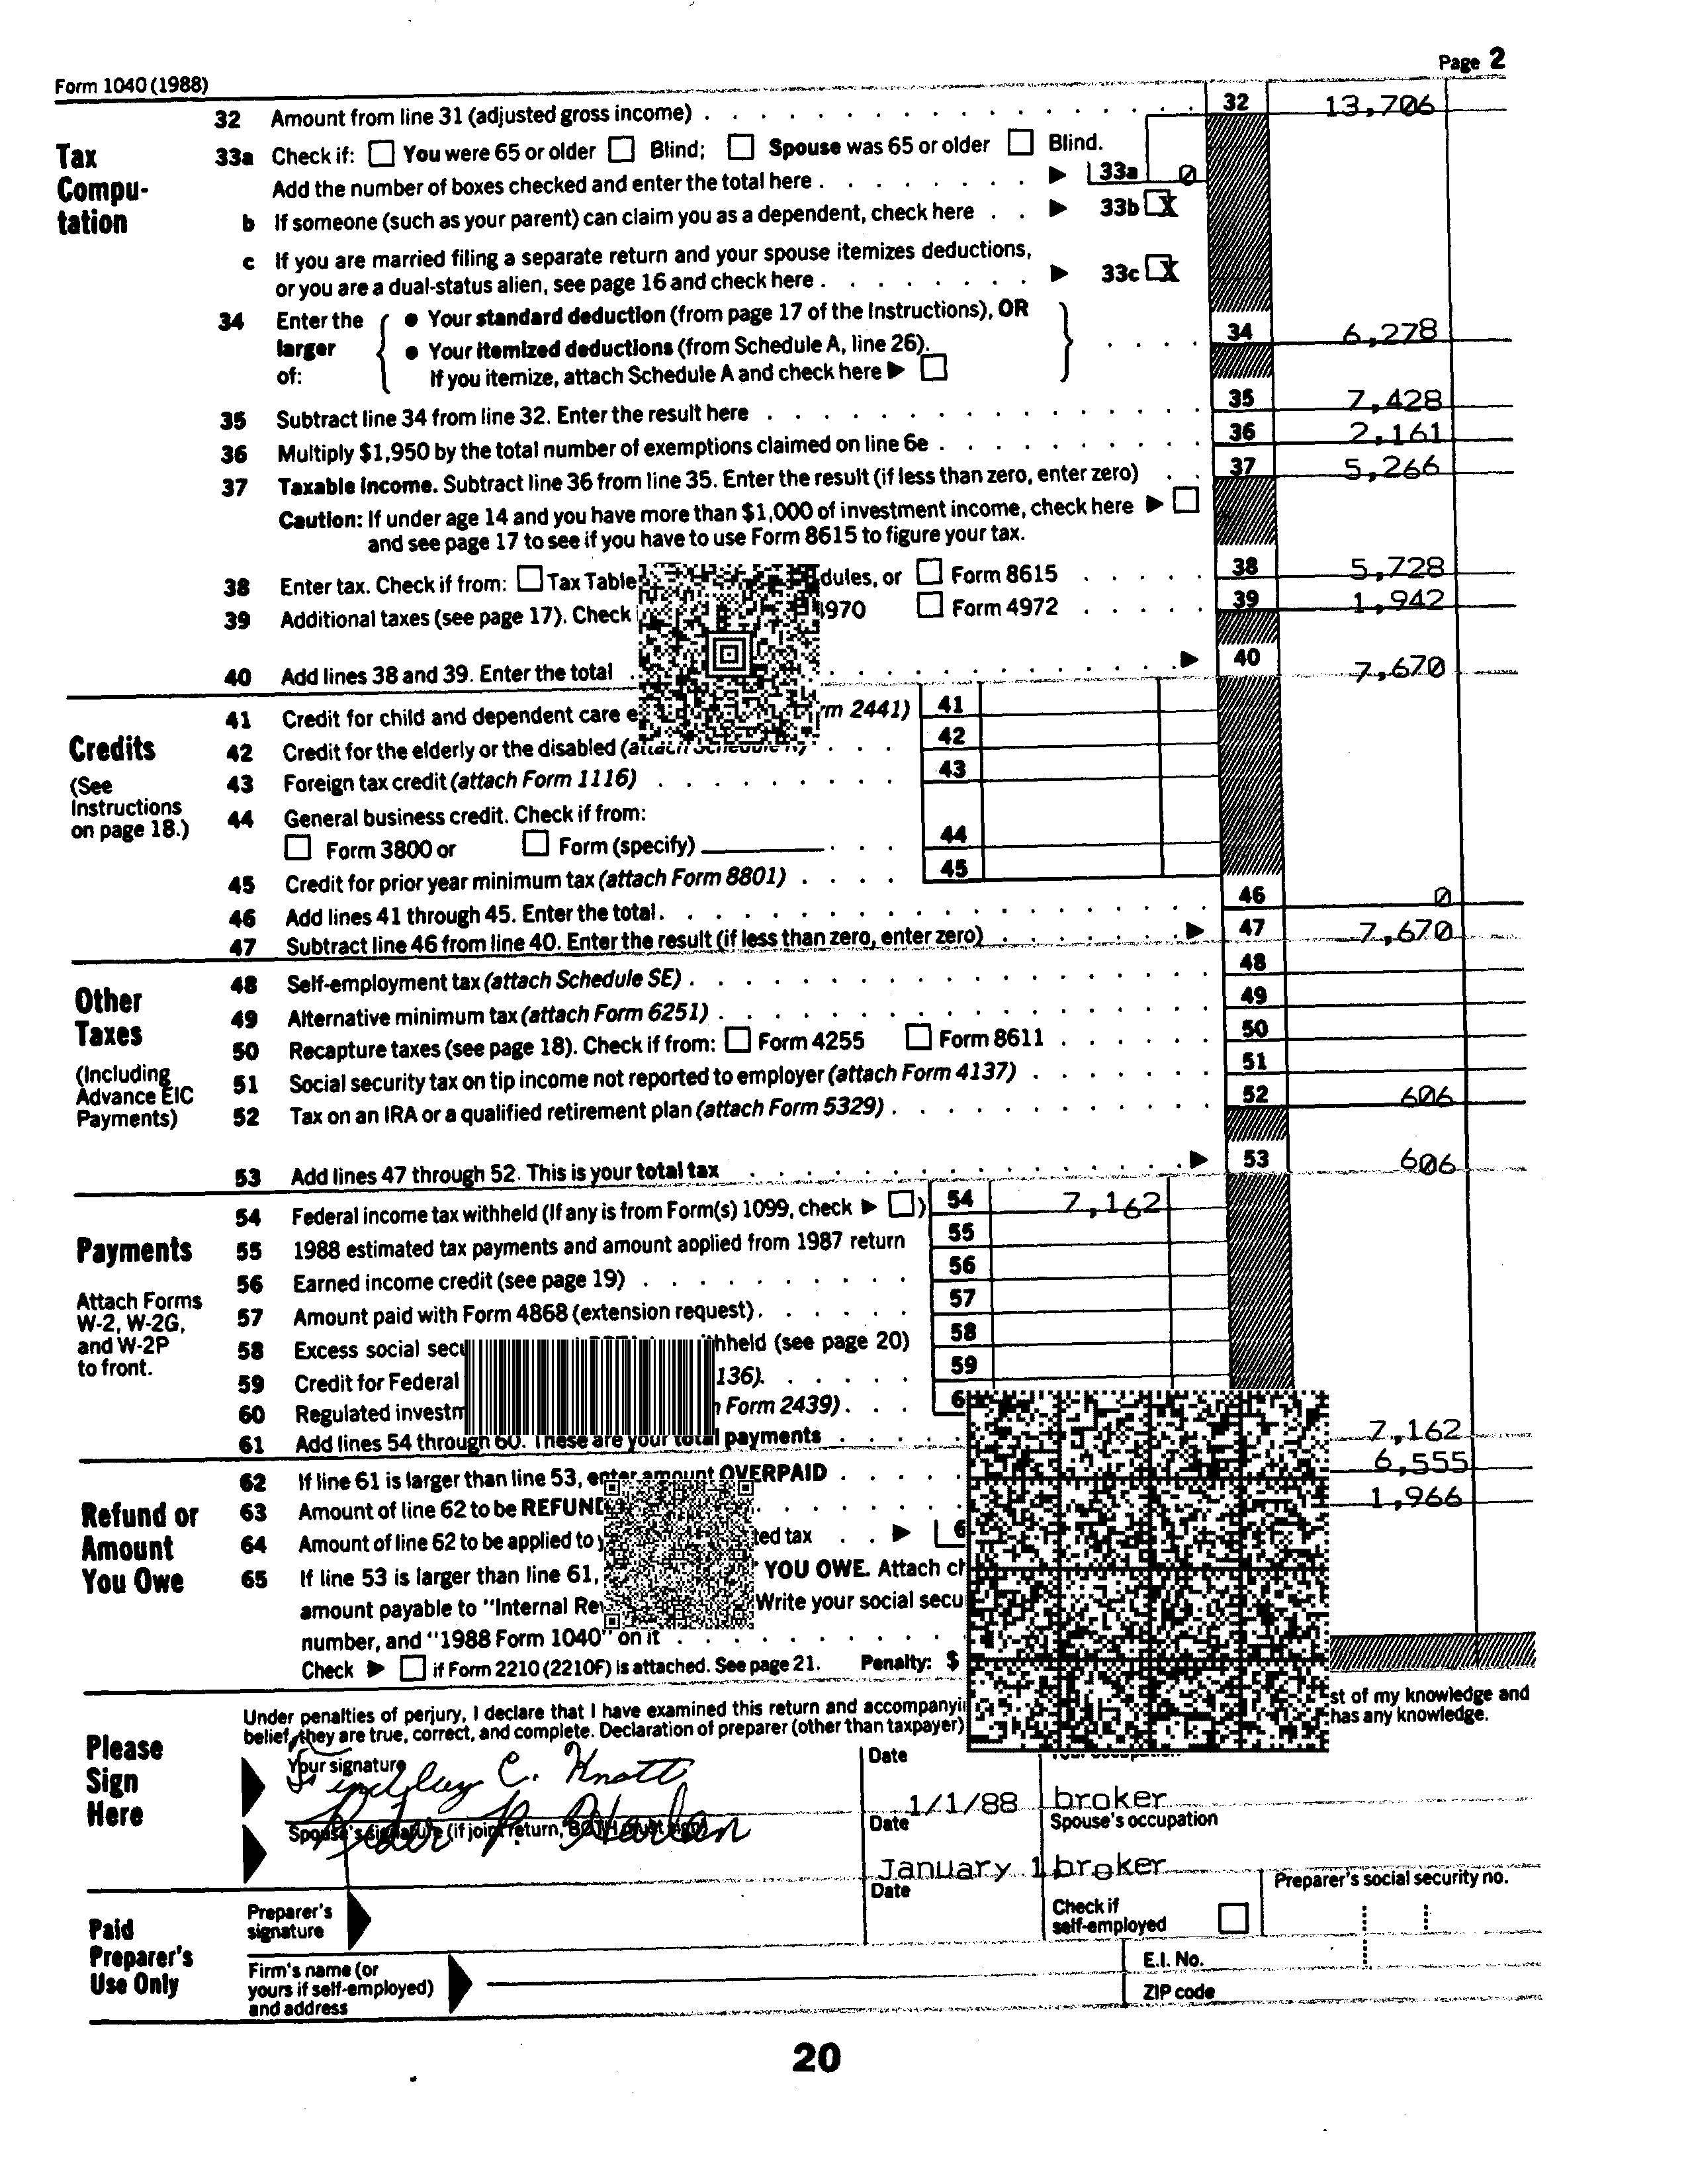 Form 1040 (1988)
Page 2
32 Amount from line 31 (adjusted gross income) 32 13,706
Tax Compu-tation
33a Check if: You were 65 or older Blind; Spouse was 65 or older Blind.
Add the number of boxes checked and enter the total here 33a 0
b If someone (such as your parent) can claim you as a dependent, check here 33b X
c If you are married filing a separate return and your spouse itemizes deductions,
or you are a dual-status alien, see page 16 and check here 33c X
34 Enter the larger of:
• Your standard deduction (from page 17 of the Instructions), OR
• Your itemized deductions (from Schedule A, line 26).
If you itemize, attach Schedule A and check here
34 6,278
35 Subtract line 34 from line 32. Enter the result here 35 7,428
36 Multiply $1,950 by the total number of exemptions claimed on line 6e 36 2,161
37 Taxable income. Subtract line 36 from line 35. Enter the result (if less than zero, enter zero) 37 5,266
Caution: If under age 14 and you have more than $1,000 of investment income, check here
and see page 17 to see if you have to use Form 8615 to figure your tax.
38 Enter tax. Check if from: Tax Table dules, or Form 8615 38 5,728
39 Additional taxes (see page 17). Check 4970 Form 4972 39 1,942
40 Add lines 38 and 39. Enter the total 40 7,670
Credits
(See Instructions on page 18.)
41 Credit for child and dependent care e rm 2441) 41
42 Credit for the elderly or the disabled 42
43 Foreign tax credit (attach Form 1116) 43
44 General business credit. Check if from:
Form 3800 or Form (specify) 44
45 Credit for prior year minimum tax (attach Form 8801) 45
46 Add lines 41 through 45. Enter the total. 46 0
47 Subtract line 46 from line 40. Enter the result (if less than zero, enter zero) 47 7,670
Other Taxes
(Including Advance EIC Payments)
48 Self-employment tax (attach Schedule SE) 48
49 Alternative minimum tax (attach Form 6251) 49
50 Recapture taxes (see page 18). Check if from: Form 4255 Form 8611 50
51 Social security tax on tip income not reported to employer (attach Form 4137) 51
52 Tax on an IRA or a qualified retirement plan (attach Form 5329) 52 606
53 Add lines 47 through 52. This is your total tax 53 606
Payments
Attach Forms W-2, W-2G, and W-2P to front.
54 Federal income tax withheld (If any is from Form(s) 1099, check ) 54 7,162
55 1988 estimated tax payments and amount applied from 1987 return 55
56 Earned income credit (see page 19) 56
57 Amount paid with Form 4868 (extension request) 57
58 Excess social secu thheld (see page 20) 58
59 Credit for Federal 136). 59
60 Regulated investm Form 2439) 6
61 Add lines 54 through 60. These are your total payments 7,162
Refund or Amount You Owe
62 If line 61 is larger than line 53, enter amount OVERPAID 6,555
63 Amount of line 62 to be REFUND 1,966
64 Amount of line 62 to be applied to ted tax 6
65 If line 53 is larger than line 61, YOU OWE. Attach ch
amount payable to "Internal Re Write your social secu
number, and "1988 Form 1040" on it
Check if Form 2210 (2210F) is attached. See page 21. Penalty: $
Please Sign Here
Under penalties of perjury, I declare that I have examined this return and accompanyi st of my knowledge and
belief, they are true, correct, and complete. Declaration of preparer (other than taxpayer) has any knowledge.
Your signature Date
C. Knott 1/1/88 broker
Spouse's signature (if joint return, BOTH must sign) Date Spouse's occupation
P. Harlan January 1 broker
Paid Preparer's Use Only
Preparer's signature Date Check if self-employed Preparer's social security no.
Firm's name (or yours if self-employed) and address
E.I. No.
ZIP code
20